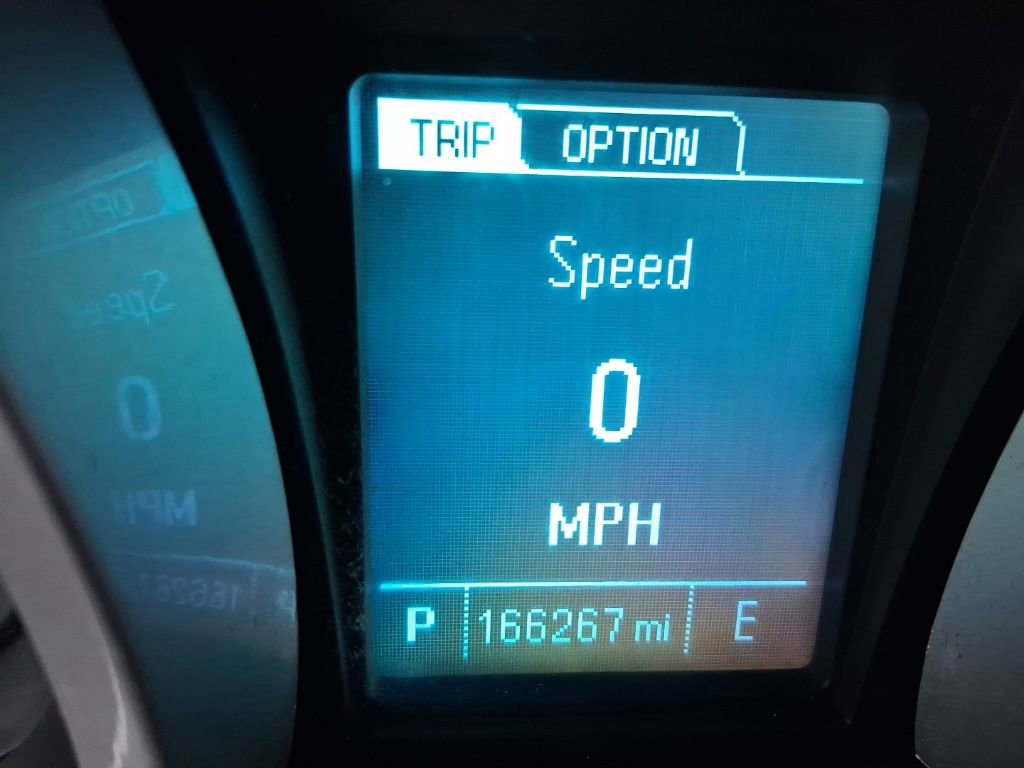 TRIP OPTION
Speed
0
MPH
P 166267 mi E